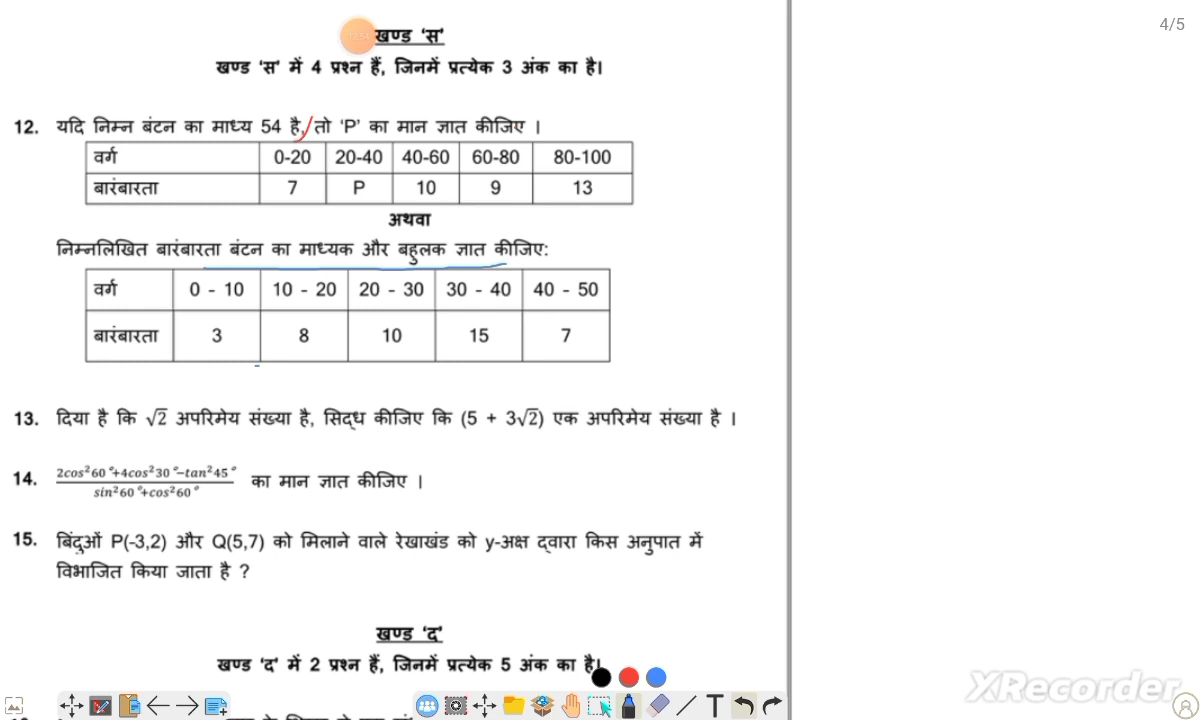 4/5
खण्ड ‘स’
खण्ड ‘स’ में 4 प्रश्न हैं, जिनमें प्रत्येक 3 अंक का है।
12. यदि निम्न बंटन का माध्य 54 है, तो ‘P’ का मान ज्ञात कीजिए ।
वर्ग 0-20 20-40 40-60 60-80 80-100
बारंबारता 7 P 10 9 13
अथवा
निम्नलिखित बारंबारता बंटन का माध्यक और बहुलक ज्ञात कीजिए:
वर्ग 0 - 10 10 - 20 20 - 30 30 - 40 40 - 50
बारंबारता 3 8 10 15 7
13. दिया है कि √2 अपरिमेय संख्या है, सिद्ध कीजिए कि (5 + 3√2) एक अपरिमेय संख्या है ।
14. 2cos²60°+4cos²30°−tan²45° / sin²60°+cos²60° का मान ज्ञात कीजिए ।
15. बिंदुओं P(-3,2) और Q(5,7) को मिलाने वाले रेखाखंड को y-अक्ष द्वारा किस अनुपात में
विभाजित किया जाता है ?
खण्ड ‘द’
खण्ड ‘द’ में 2 प्रश्न हैं, जिनमें प्रत्येक 5 अंक का है।
XRecorder